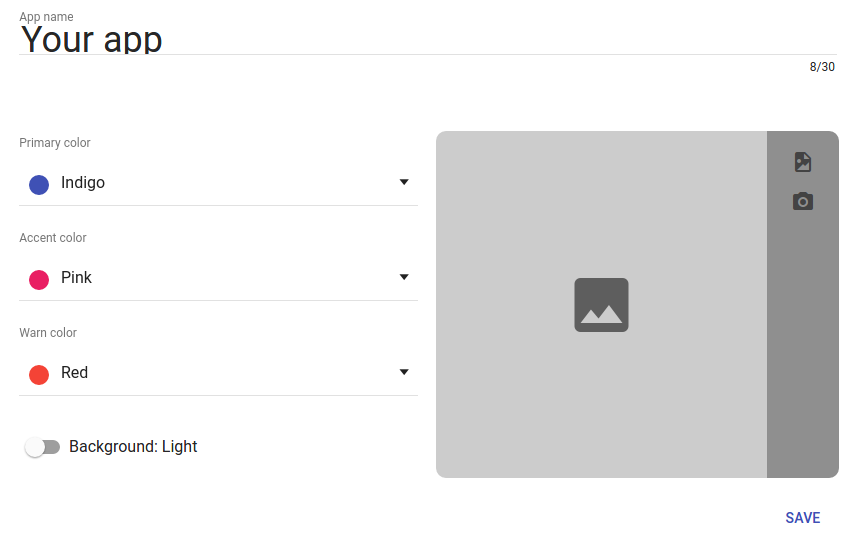 App name
Your app
8/30
Primary color
Indigo
Accent color
Pink
Warn color
Red
Background: Light
SAVE